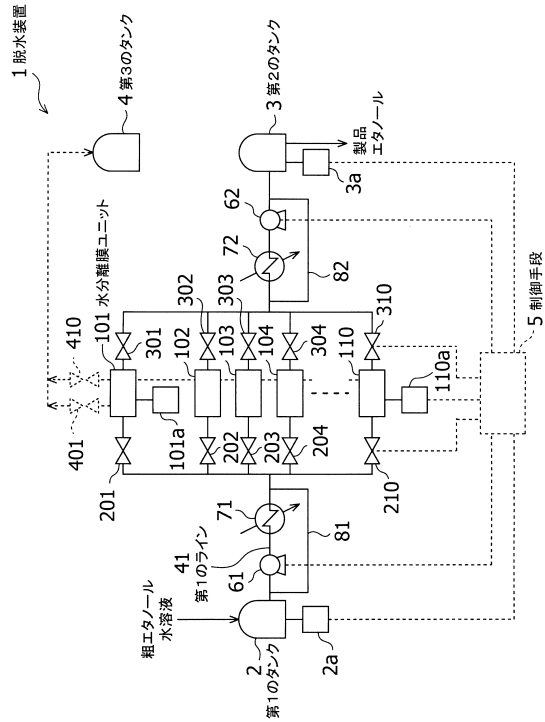 1 脱水装置
4 第3のタンク
3 第2のタンク
製品
エタノール
3a
62
72
82
101 水分離膜ユニット
410
401
301
302
303
304
310
101a
102
103
104
110
110a
201
202
203
204
210
5 制御手段
71
81
41
第1のライン
61
粗エタノール
水溶液
2
第1のタンク
2a